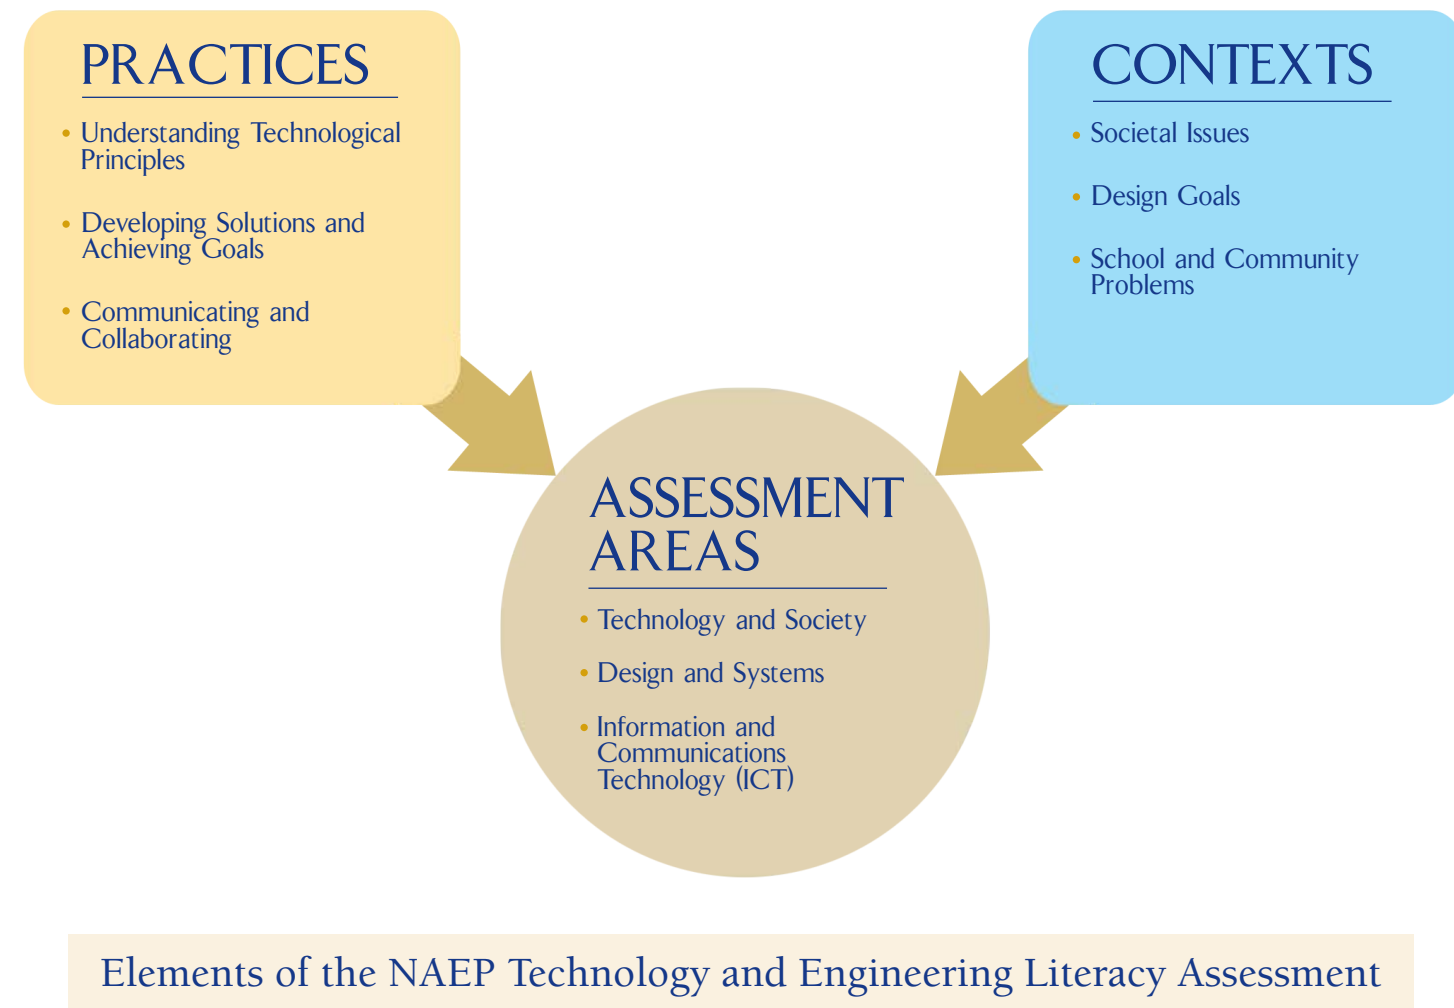 PRACTICES
• Understanding Technological
Principles
• Developing Solutions and
Achieving Goals
• Communicating and
Collaborating
CONTEXTS
• Societal Issues
• Design Goals
• School and Community
Problems
ASSESSMENT
AREAS
• Technology and Society
• Design and Systems
• Information and
Communications
Technology (ICT)
Elements of the NAEP Technology and Engineering Literacy Assessment